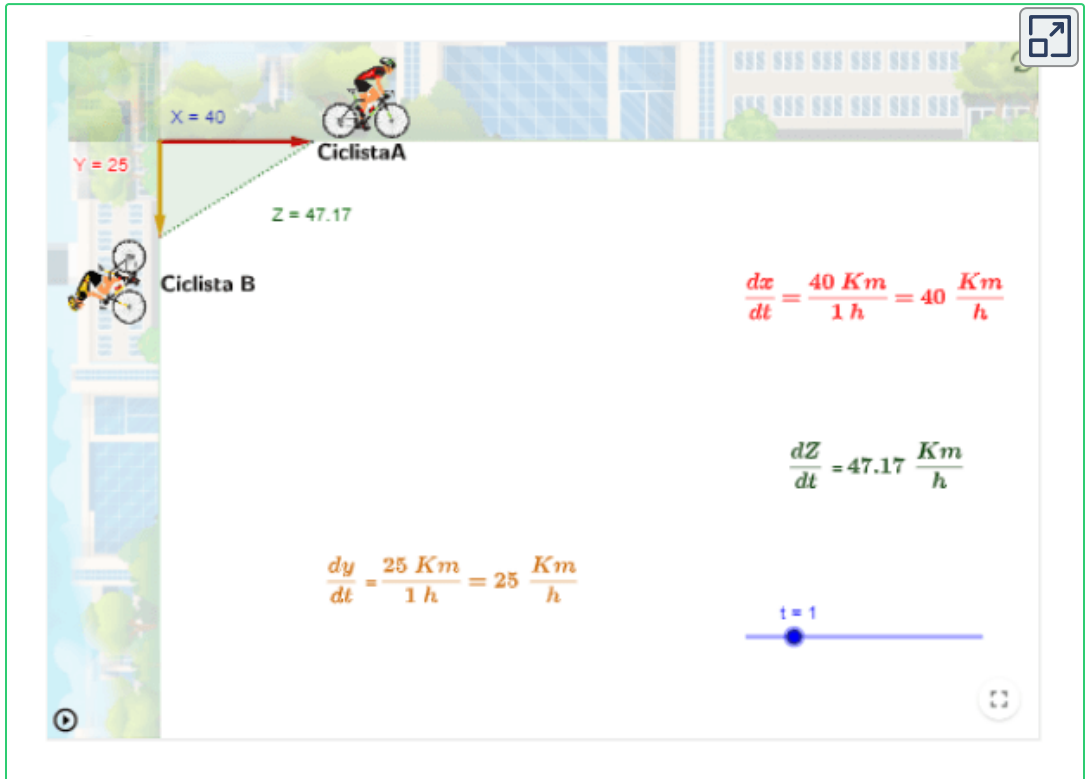 X = 40
CiclistaA
Y = 25
Z = 47.17
Ciclista B
dx/dt = 40 Km/1 h = 40 Km/h
dZ/dt = 47.17 Km/h
dy/dt = 25 Km/1 h = 25 Km/h
t = 1